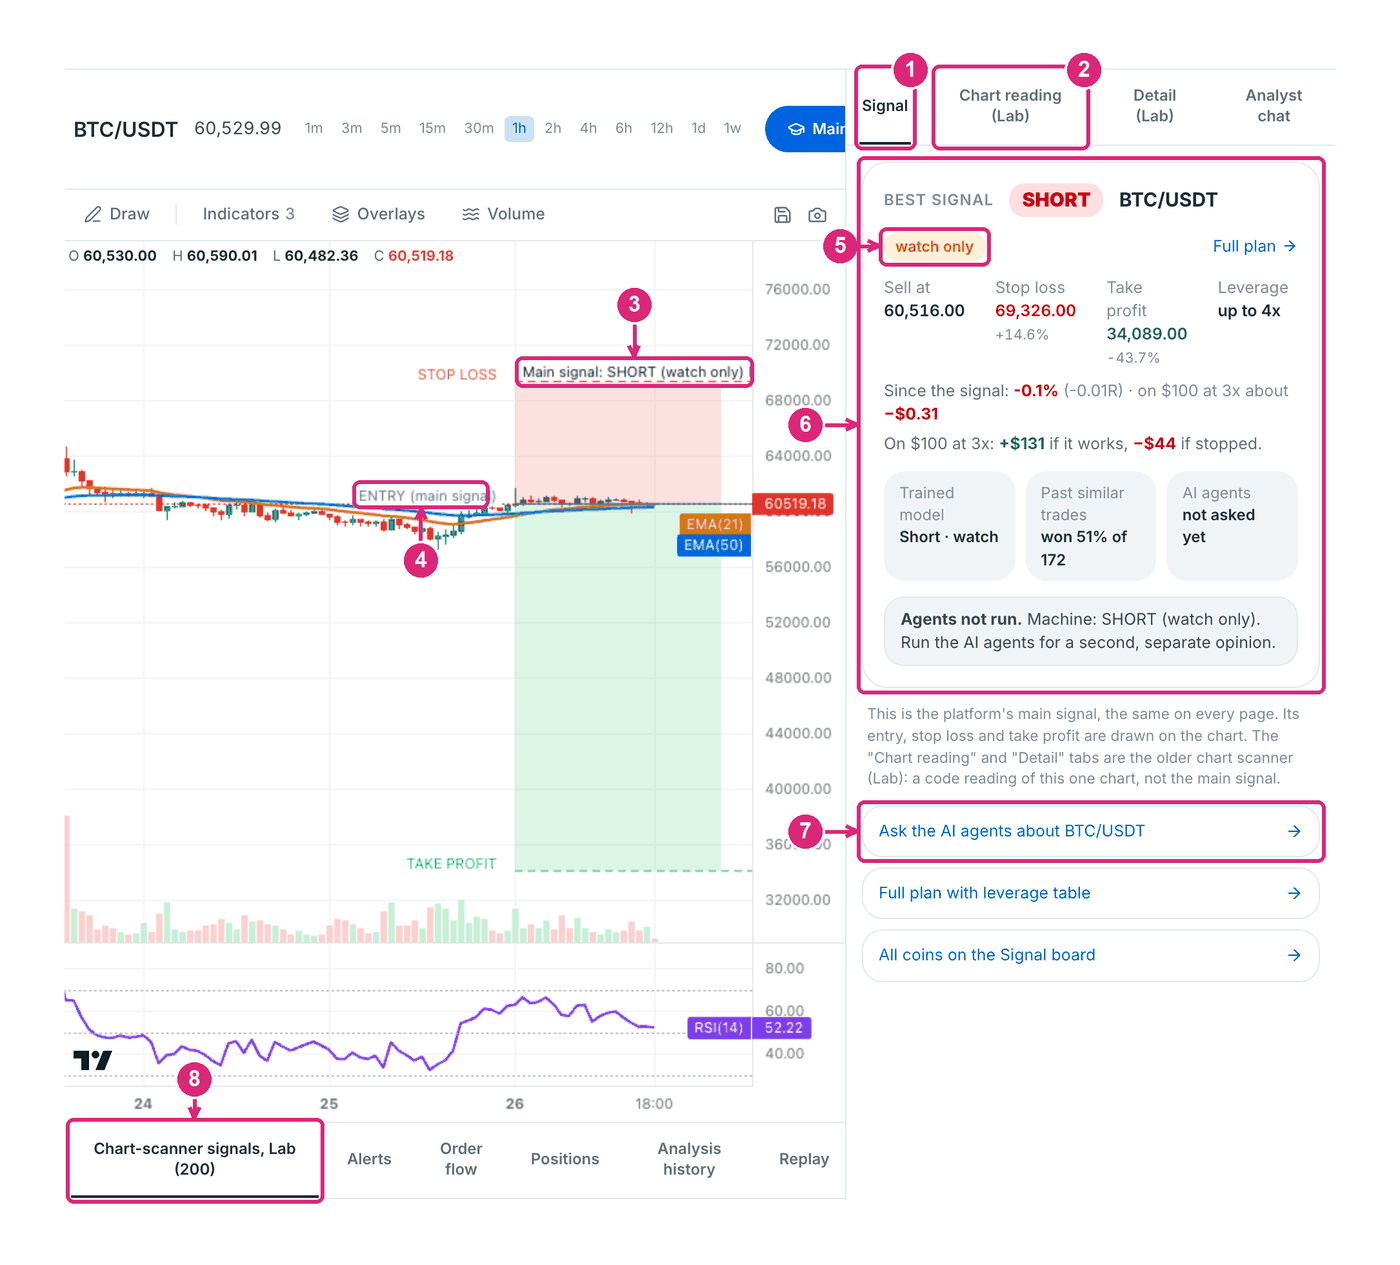 1
2
Signal
Chart reading
(Lab)
Detail
(Lab)
Analyst
chat
BTC/USDT 60,529.99 1m 3m 5m 15m 30m 1h 2h 4h 6h 12h 1d 1w
Draw Indicators 3 Overlays Volume
O 60,530.00 H 60,590.01 L 60,482.36 C 60,519.18
76000.00
3
72000.00
STOP LOSS Main signal: SHORT (watch only)
68000.00
64000.00
ENTRY (main signal)
60519.18
EMA(21)
EMA(50)
4
56000.00
52000.00
48000.00
44000.00
40000.00
TAKE PROFIT
32000.00
80.00
60.00
RSI(14) 52.22
40.00
8
24 25 26 18:00
Chart-scanner signals, Lab
(200)
Alerts
Order
flow
Positions
Analysis
history
Replay
BEST SIGNAL SHORT BTC/USDT
5
watch only Full plan →
Sell at
60,516.00
Stop loss
69,326.00
+14.6%
Take
profit
34,089.00
-43.7%
Leverage
up to 4x
6
Since the signal: -0.1% (-0.01R) · on $100 at 3x about
−$0.31
On $100 at 3x: +$131 if it works, −$44 if stopped.
Trained
model
Short · watch
Past similar
trades
won 51% of
172
AI agents
not asked
yet
Agents not run. Machine: SHORT (watch only).
Run the AI agents for a second, separate opinion.
This is the platform's main signal, the same on every page. Its
entry, stop loss and take profit are drawn on the chart. The
"Chart reading" and "Detail" tabs are the older chart scanner
(Lab): a code reading of this one chart, not the main signal.
7
Ask the AI agents about BTC/USDT →
Full plan with leverage table →
All coins on the Signal board →